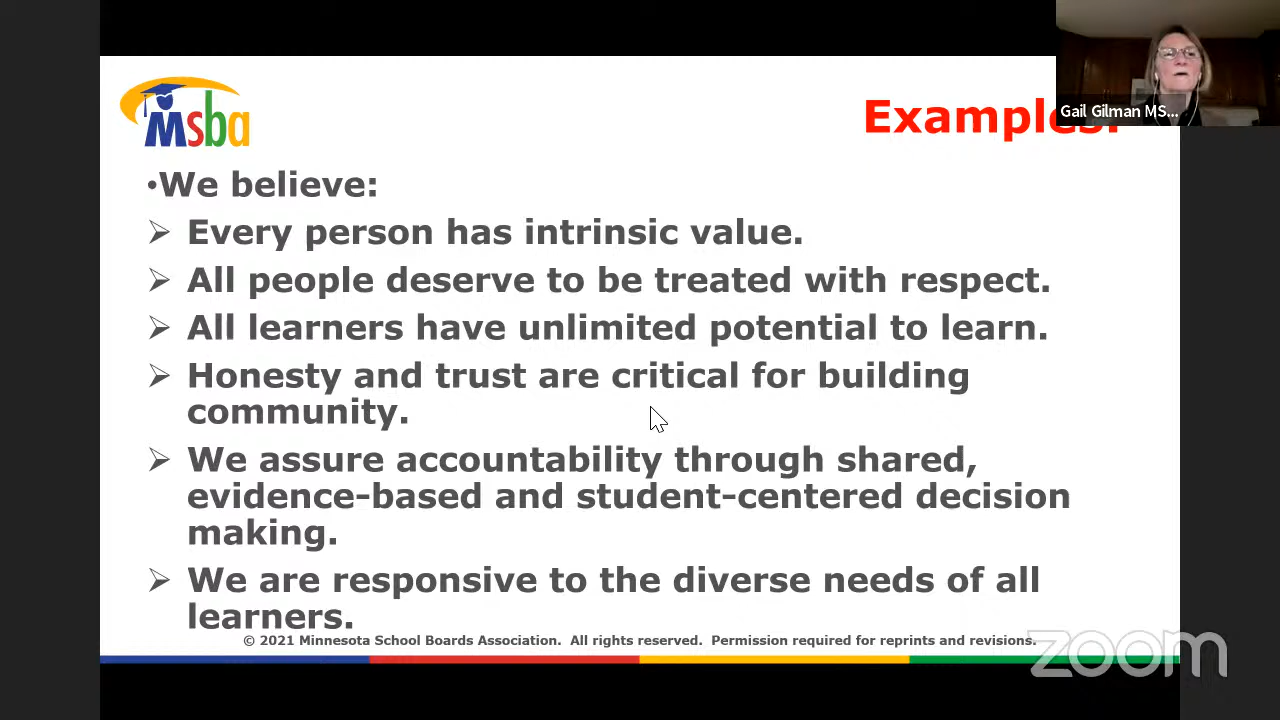 msba
Examples:
Gail Gilman MS...
•We believe:
➢ Every person has intrinsic value.
➢ All people deserve to be treated with respect.
➢ All learners have unlimited potential to learn.
➢ Honesty and trust are critical for building
community.
➢ We assure accountability through shared,
evidence-based and student-centered decision
making.
➢ We are responsive to the diverse needs of all
learners.
© 2021 Minnesota School Boards Association. All rights reserved. Permission required for reprints and revisions.
zoom